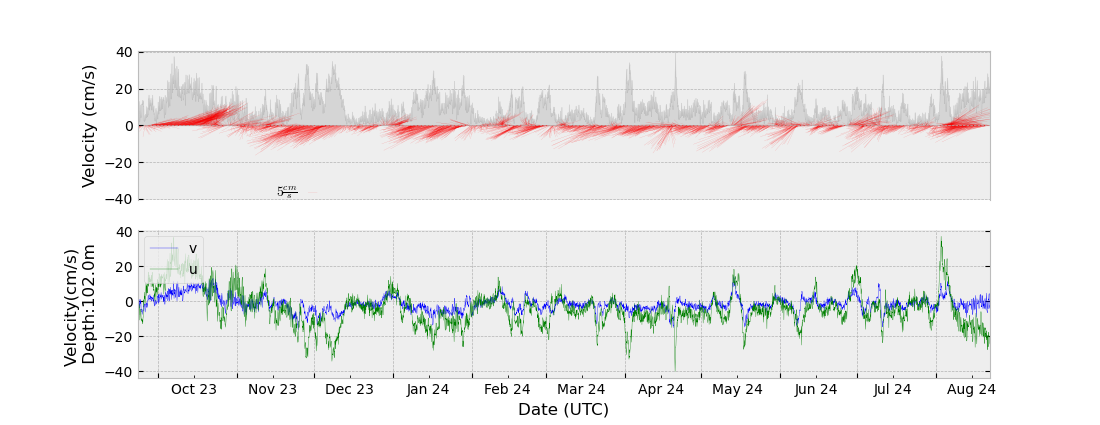 Velocity (cm/s)
40
20
0
−20
−40
5 cm/s
Velocity(cm/s)
Depth:102.0m
40
20
0
−20
−40
v
u
Oct 23 Nov 23 Dec 23 Jan 24 Feb 24 Mar 24 Apr 24 May 24 Jun 24 Jul 24 Aug 24
Date (UTC)